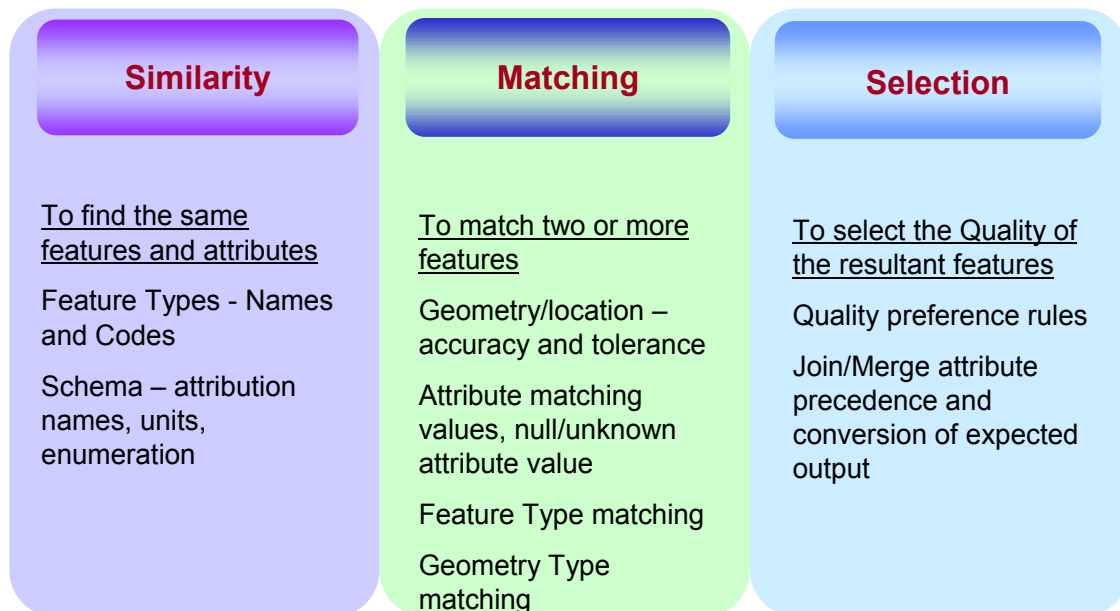 Similarity
To find the same
features and attributes
Feature Types - Names
and Codes
Schema – attribution
names, units,
enumeration
Matching
To match two or more
features
Geometry/location –
accuracy and tolerance
Attribute matching
values, null/unknown
attribute value
Feature Type matching
Geometry Type
matching
Selection
To select the Quality of
the resultant features
Quality preference rules
Join/Merge attribute
precedence and
conversion of expected
output